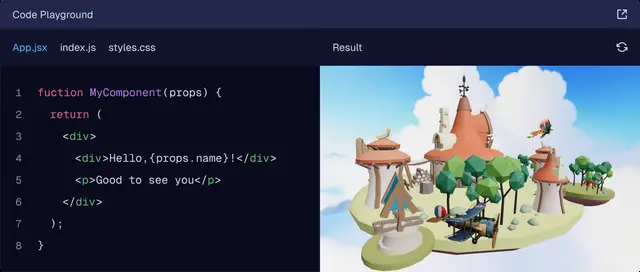 Code Playground
App.jsx index.js styles.css
Result
1 fuction MyComponent(props) {
2 return (
3 <div>
4 <div>Hello,{props.name}!</div>
5 <p>Good to see you</p>
6 </div>
7 );
8 }